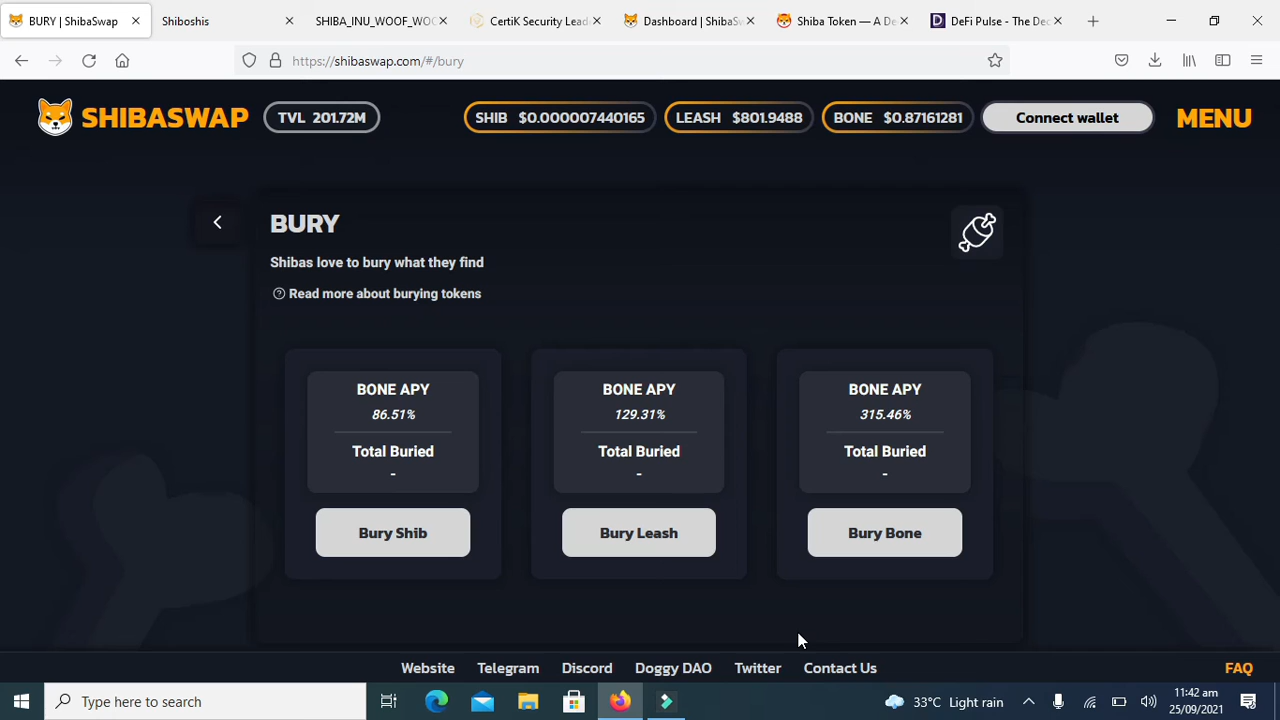 BURY | ShibaSwap
Shiboshis
SHIBA_INU_WOOF_WOO
CertiK Security Lead
Dashboard | ShibaSw
Shiba Token — A De
DeFi Pulse - The Dec
https://shibaswap.com/#/bury
SHIBASWAP
TVL 201.72M
SHIB $0.000007440165
LEASH $801.9488
BONE $0.87161281
Connect wallet
MENU
BURY
Shibas love to bury what they find
Read more about burying tokens
BONE APY
86.51%
Total Buried
-
Bury Shib
BONE APY
129.31%
Total Buried
-
Bury Leash
BONE APY
315.46%
Total Buried
-
Bury Bone
Website
Telegram
Discord
Doggy DAO
Twitter
Contact Us
FAQ
Type here to search
33°C Light rain
11:42 am
25/09/2021